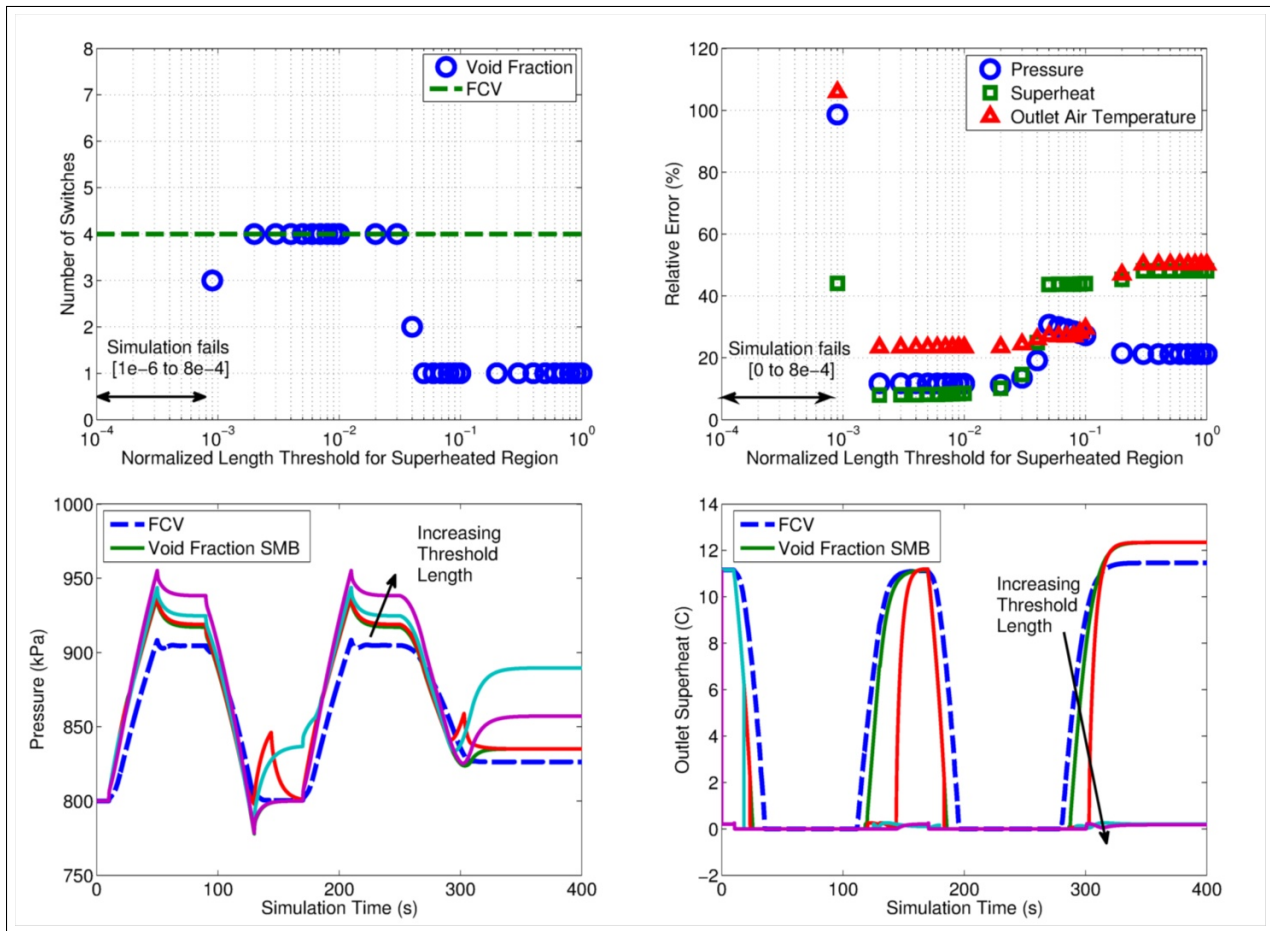 8
7
6
5
4
3
2
1
0
Number of Switches
Void Fraction
FCV
Simulation fails
[1e-6 to 8e-4]
10−4 10−3 10−2 10−1 100
Normalized Length Threshold for Superheated Region
120
100
80
60
40
20
0
Relative Error (%)
Pressure
Superheat
Outlet Air Temperature
Simulation fails
[0 to 8e-4]
10−4 10−3 10−2 10−1 100
Normalized Length Threshold for Superheated Region
1000
950
900
850
800
750
Pressure (kPa)
FCV
Void Fraction SMB
Increasing
Threshold
Length
0 100 200 300 400
Simulation Time (s)
14
12
10
8
6
4
2
0
−2
Outlet Superheat (C)
FCV
Void Fraction SMB
Increasing
Threshold
Length
0 100 200 300 400
Simulation Time (s)